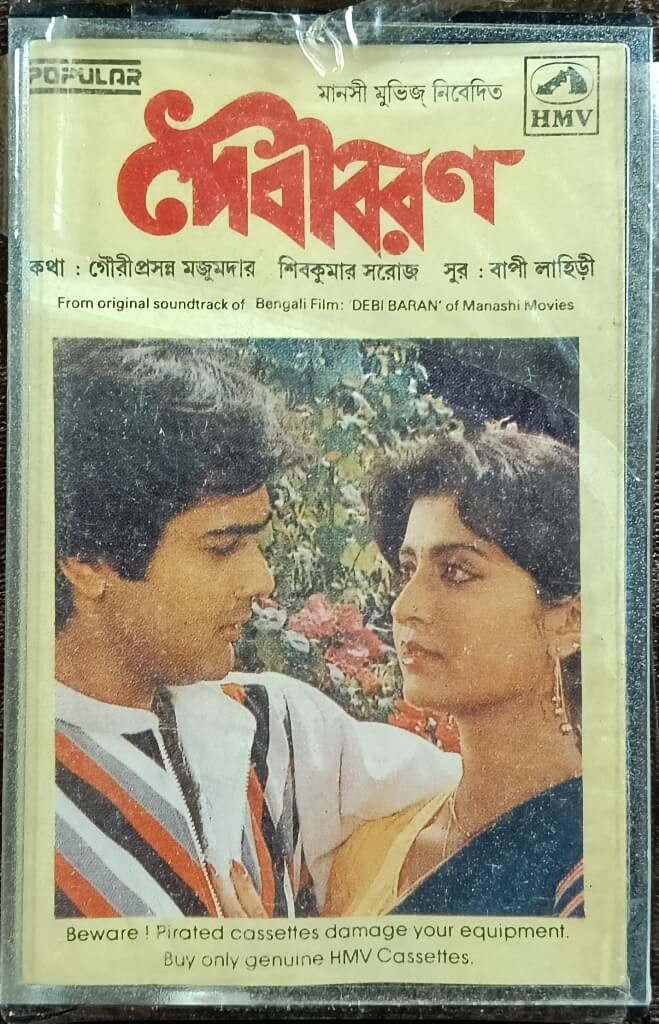 POPULAR
মানসী মুভিজ্ নিবেদিত
HMV
দেবীবরণ
কথা : গৌরীপ্রসন্ন মজুমদার শিবকুমার সরোজ সুর : বাপী লাহিড়ী
From original soundtrack of Bengali Film: 'DEBI BARAN' of Manashi Movies
Beware ! Pirated cassettes damage your equipment.
Buy only genuine HMV Cassettes.